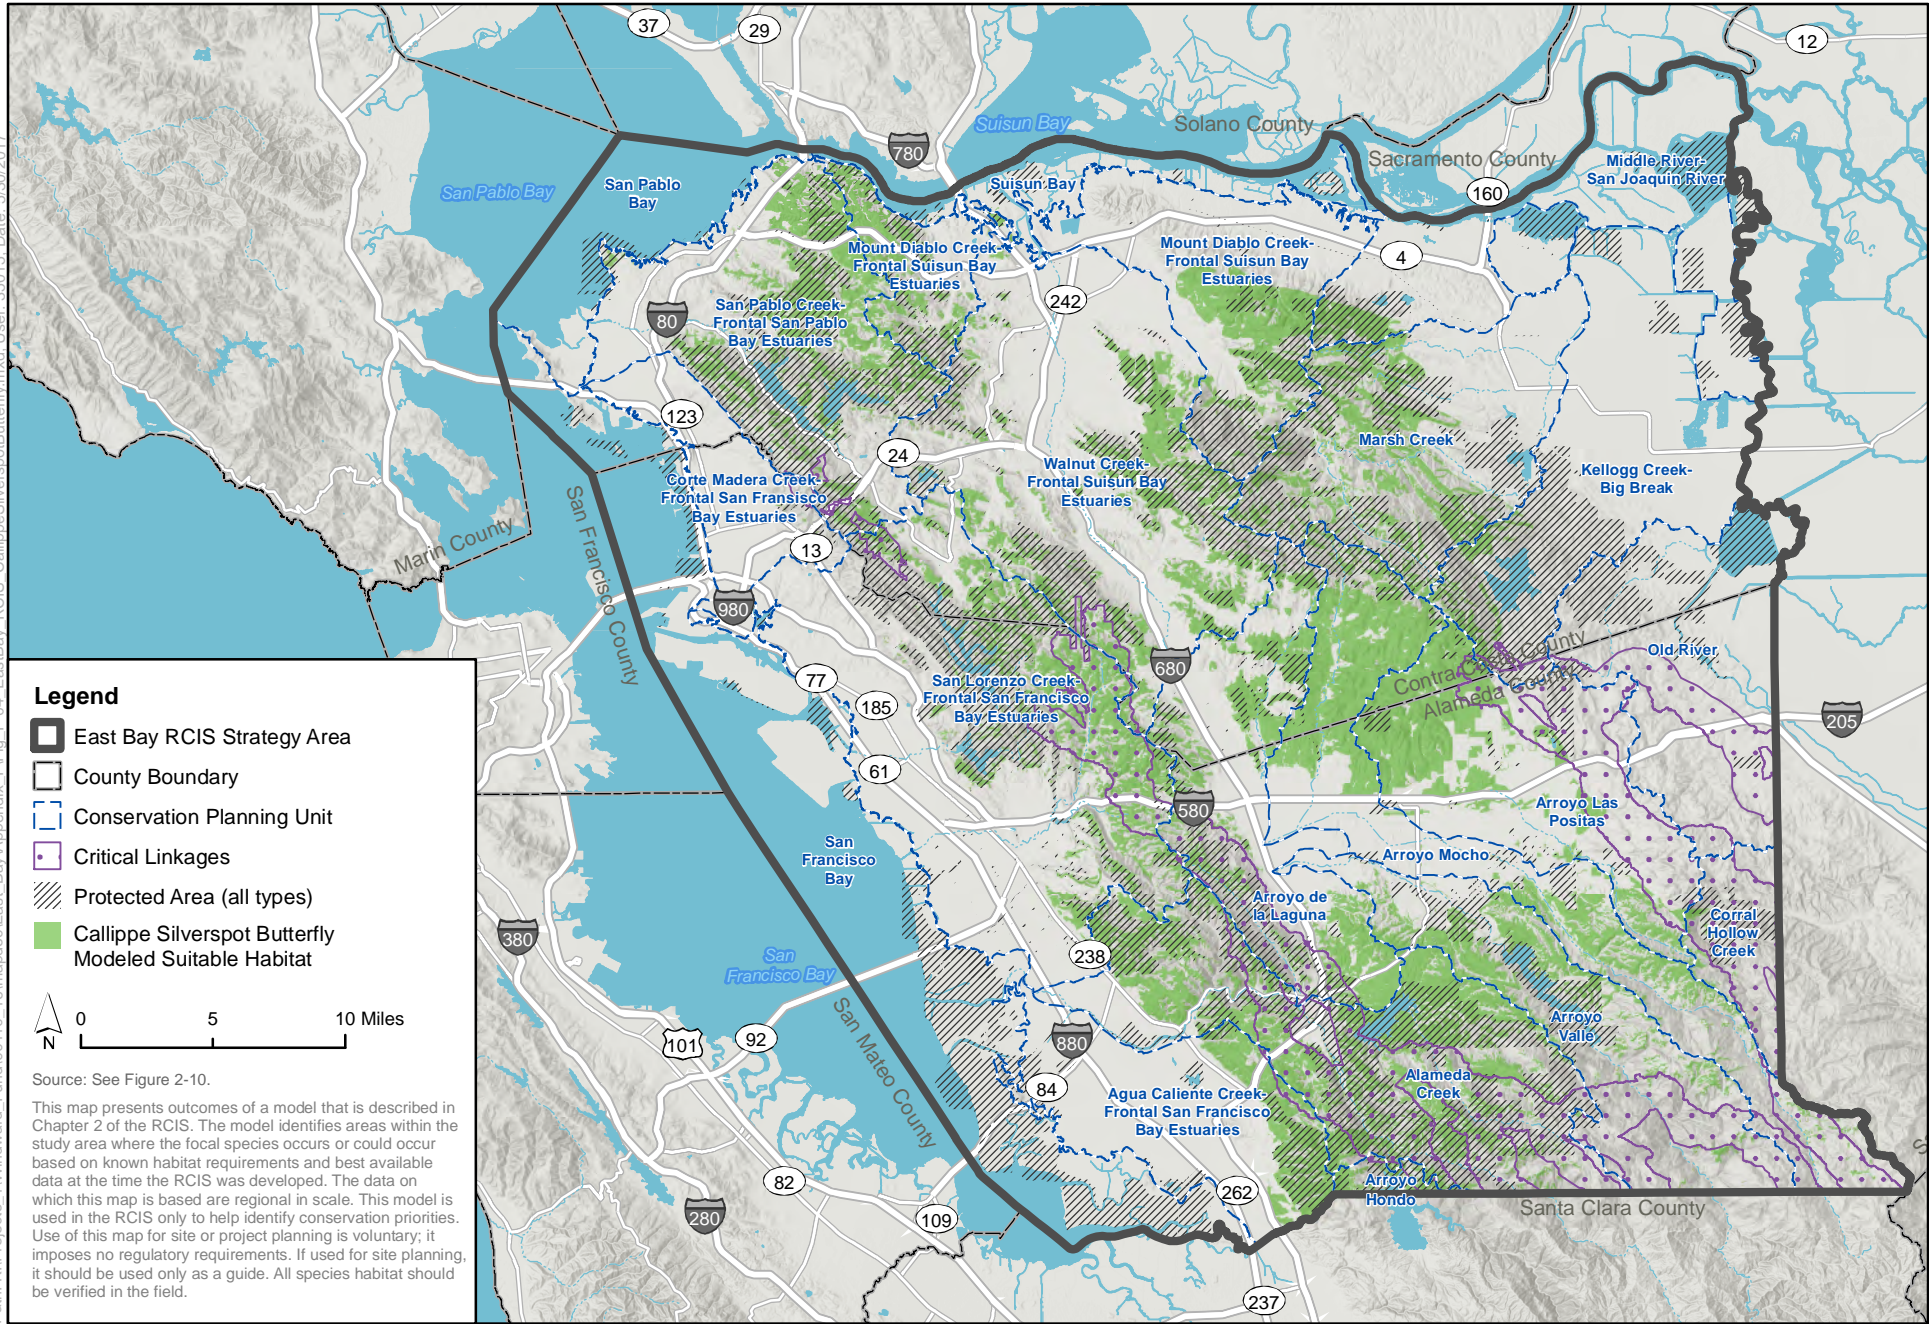 37
29
12
780
Suisun Bay
Solano County
Sacramento County
Middle River-
San Joaquin River
160
San Pablo Bay
San Pablo
Bay
Suisun Bay
4
Mount Diablo Creek-
Frontal Suisun Bay
Estuaries
Mount Diablo Creek-
Frontal Suisun Bay
Estuaries
242
80
San Pablo Creek-
Frontal San Pablo
Bay Estuaries
123
24
Marsh Creek
Kellogg Creek-
Big Break
Walnut Creek-
Frontal Suisun Bay
Estuaries
Corte Madera Creek-
Frontal San Fransisco
Bay Estuaries
Marin County
San Francisco County
13
980
680
Contra Costa County
Alameda County
Old River
77
185
San Lorenzo Creek-
Frontal San Francisco
Bay Estuaries
205
61
580
Arroyo Las
Positas
San
Francisco
Bay
Arroyo Mocho
Arroyo de
la Laguna
Corral
Hollow
Creek
380
San
Francisco Bay
238
San Mateo County
Arroyo
Valle
101
92
880
84
Alameda
Creek
Agua Caliente Creek-
Frontal San Francisco
Bay Estuaries
82
280
109
262
Arroyo
Hondo
Santa Clara County
237
Legend
East Bay RCIS Strategy Area
County Boundary
Conservation Planning Unit
Critical Linkages
Protected Area (all types)
Callippe Silverspot Butterfly
Modeled Suitable Habitat
N
0 5 10 Miles
Source: See Figure 2-10.
This map presents outcomes of a model that is described in
Chapter 2 of the RCIS. The model identifies areas within the
study area where the focal species occurs or could occur
based on known habitat requirements and best available
data at the time the RCIS was developed. The data on
which this map is based are regional in scale. This model is
used in the RCIS only to help identify conservation priorities.
Use of this map for site or project planning is voluntary; it
imposes no regulatory requirements. If used for site planning,
it should be used only as a guide. All species habitat should
be verified in the field.